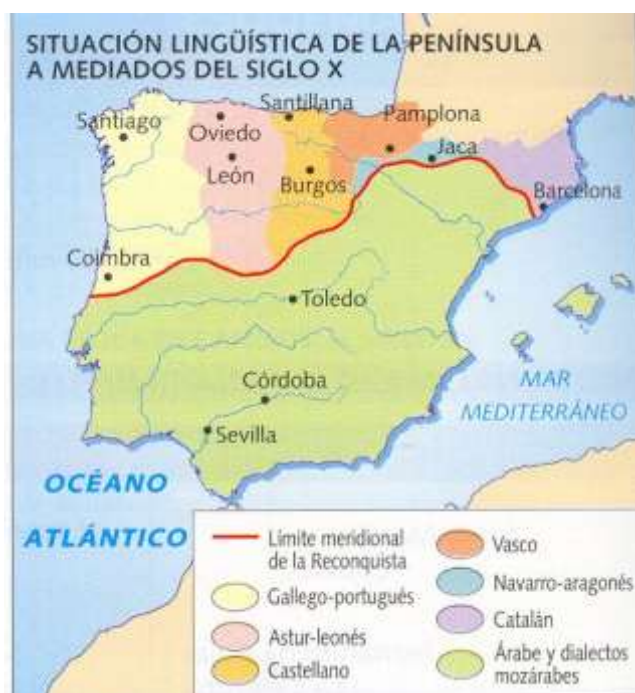 SITUACIÓN LINGÜÍSTICA DE LA PENÍNSULA
A MEDIADOS DEL SIGLO X
Santillana
Santiago
Oviedo
Pamplona
Jaca
León
Burgos
Barcelona
Coimbra
Toledo
Córdoba
Sevilla
MAR
MEDITERRÁNEO
OCÉANO
ATLÁNTICO
Límite meridional
de la Reconquista
Gallego-portugués
Astur-leonés
Castellano
Vasco
Navarro-aragonés
Catalán
Árabe y dialectos
mozárabes